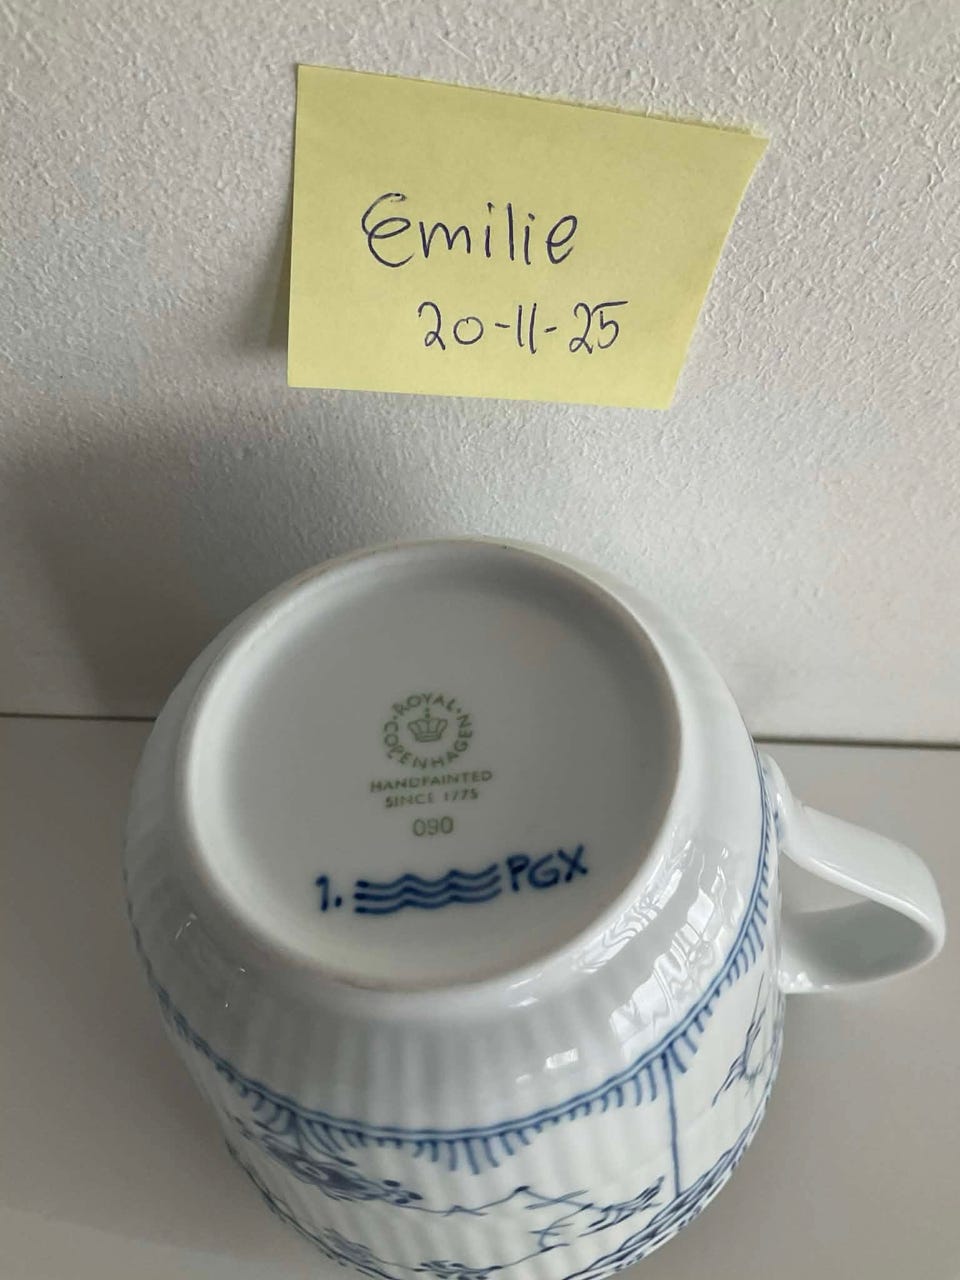 Emilie
20-11-25
ROYAL COPENHAGEN
HANDPAINTED
SINCE 1775
090
1. PGX